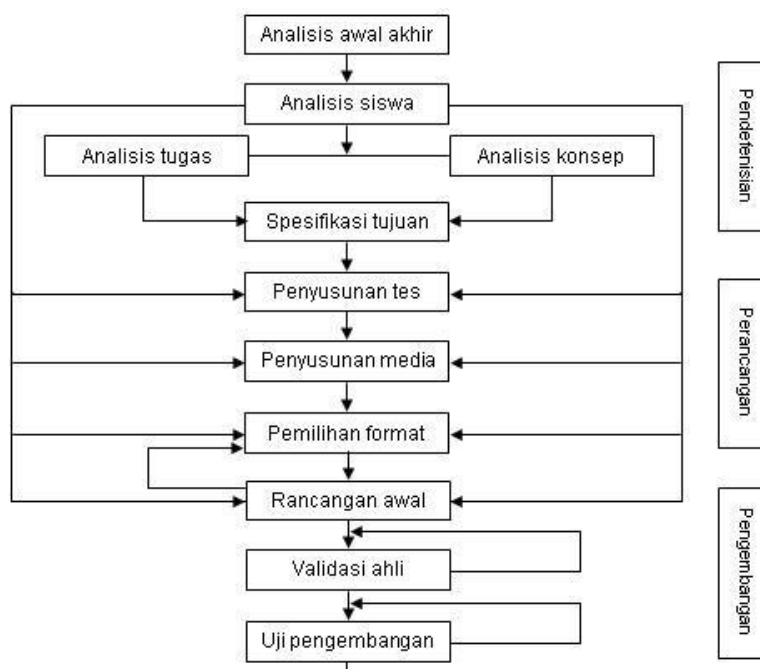 Analisis awal akhir
Analisis siswa
Analisis tugas
Analisis konsep
Spesifikasi tujuan
Penyusunan tes
Penyusunan media
Pemilihan format
Rancangan awal
Validasi ahli
Uji pengembangan
Pendefenisian
Perancangan
Pengembangan